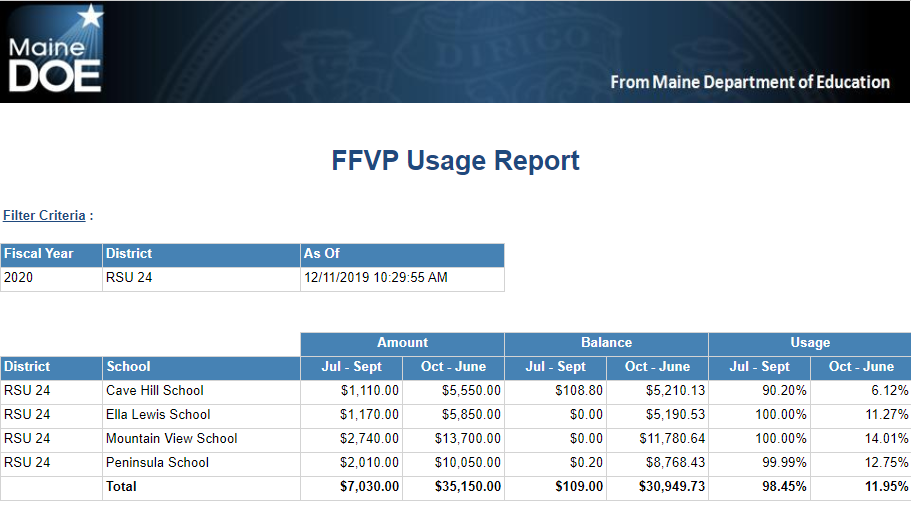 Maine
DOE
DIRIGO
From Maine Department of Education
FFVP Usage Report
Filter Criteria :
Fiscal Year District As Of
2020 RSU 24 12/11/2019 10:29:55 AM
Amount Balance Usage
District School Jul - Sept Oct - June Jul - Sept Oct - June Jul - Sept Oct - June
RSU 24 Cave Hill School $1,110.00 $5,550.00 $108.80 $5,210.13 90.20% 6.12%
RSU 24 Ella Lewis School $1,170.00 $5,850.00 $0.00 $5,190.53 100.00% 11.27%
RSU 24 Mountain View School $2,740.00 $13,700.00 $0.00 $11,780.64 100.00% 14.01%
RSU 24 Peninsula School $2,010.00 $10,050.00 $0.20 $8,768.43 99.99% 12.75%
Total $7,030.00 $35,150.00 $109.00 $30,949.73 98.45% 11.95%